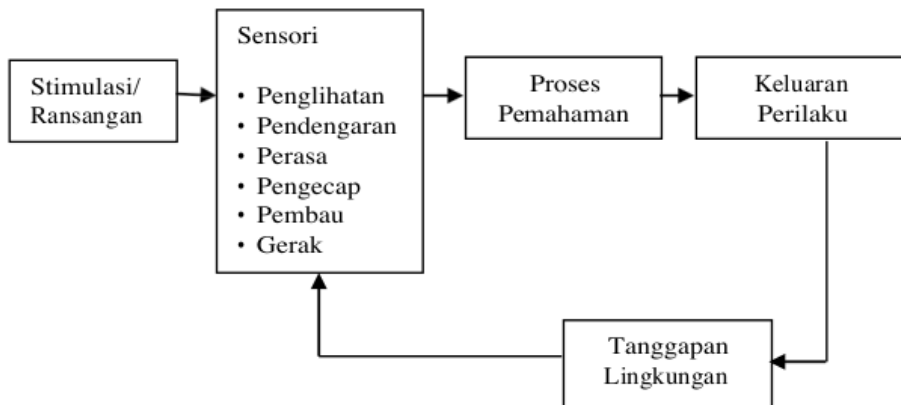 Stimulasi/
Ransangan
Sensori
• Penglihatan
• Pendengaran
• Perasa
• Pengecap
• Pembau
• Gerak
Proses
Pemahaman
Keluaran
Perilaku
Tanggapan
Lingkungan